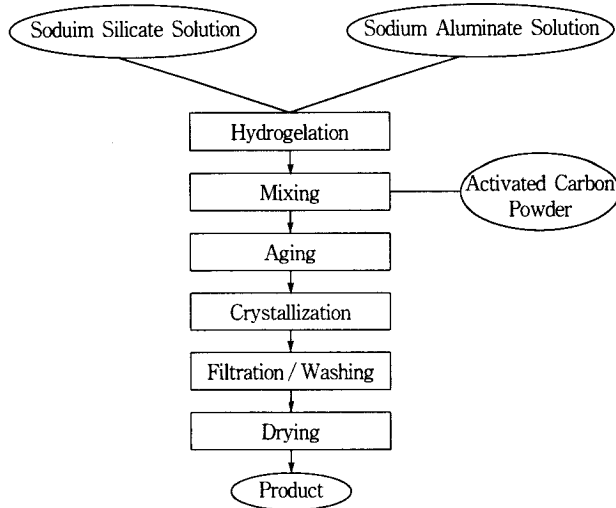 Soduim Silicate Solution
Sodium Aluminate Solution
Hydrogelation
Mixing
Activated Carbon
Powder
Aging
Crystallization
Filtration / Washing
Drying
Product